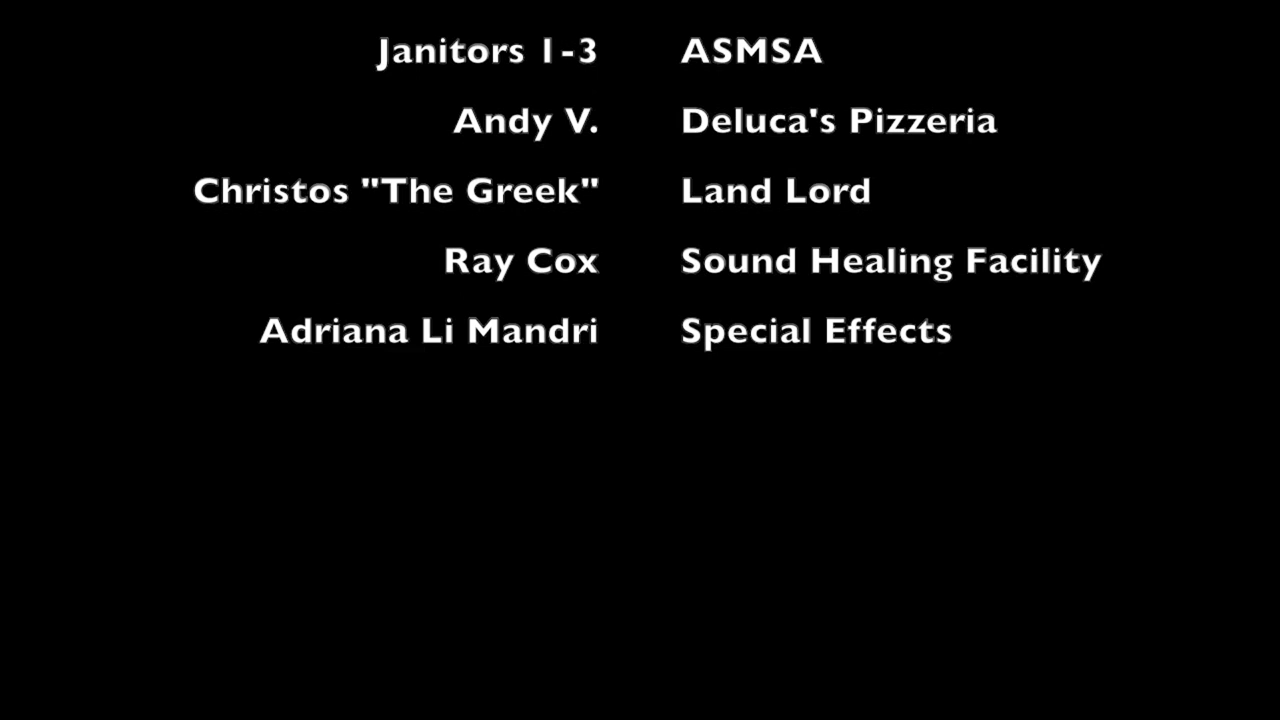 Janitors 1-3 ASMSA
Andy V. Deluca's Pizzeria
Christos "The Greek" Land Lord
Ray Cox Sound Healing Facility
Adriana Li Mandri Special Effects